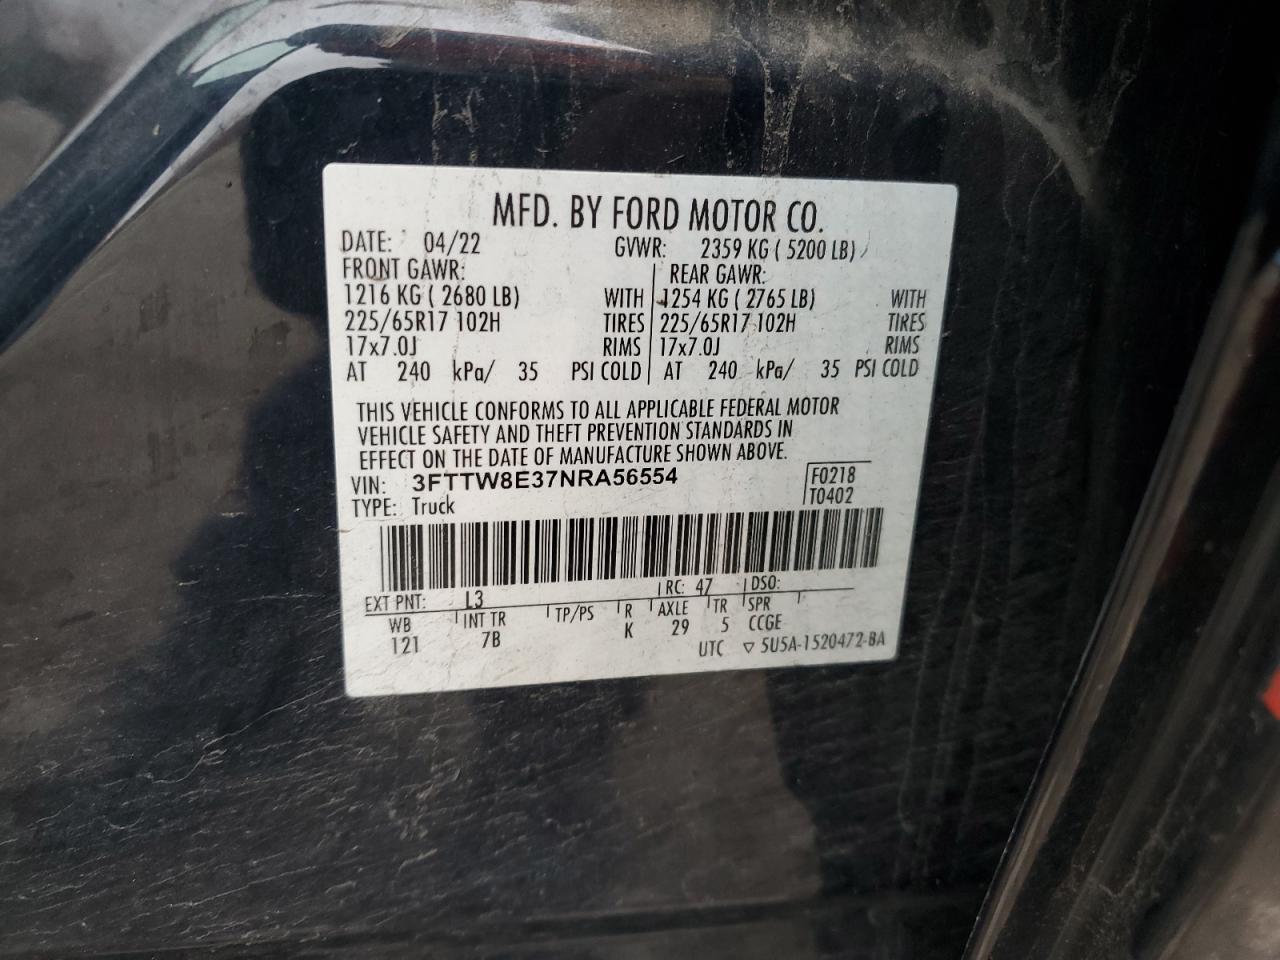 MFD. BY FORD MOTOR CO.
DATE: 04/22 GVWR: 2359 KG ( 5200 LB)
FRONT GAWR: REAR GAWR:
1216 KG ( 2680 LB) WITH 1254 KG ( 2765 LB) WITH
225/65R17 102H TIRES 225/65R17 102H TIRES
17x7.0J RIMS 17x7.0J RIMS
AT 240 kPa/ 35 PSI COLD AT 240 kPa/ 35 PSI COLD
THIS VEHICLE CONFORMS TO ALL APPLICABLE FEDERAL MOTOR
VEHICLE SAFETY AND THEFT PREVENTION STANDARDS IN
EFFECT ON THE DATE OF MANUFACTURE SHOWN ABOVE.
VIN: 3FTTW8E37NRA56554 F0218
TYPE: Truck T0402
EXT PNT: L3 RC: 47 DSO:
WB INT TR TP/PS R AXLE TR SPR
121 7B K 29 5 CCGE
UTC ▽ 5U5A-1520472-BA